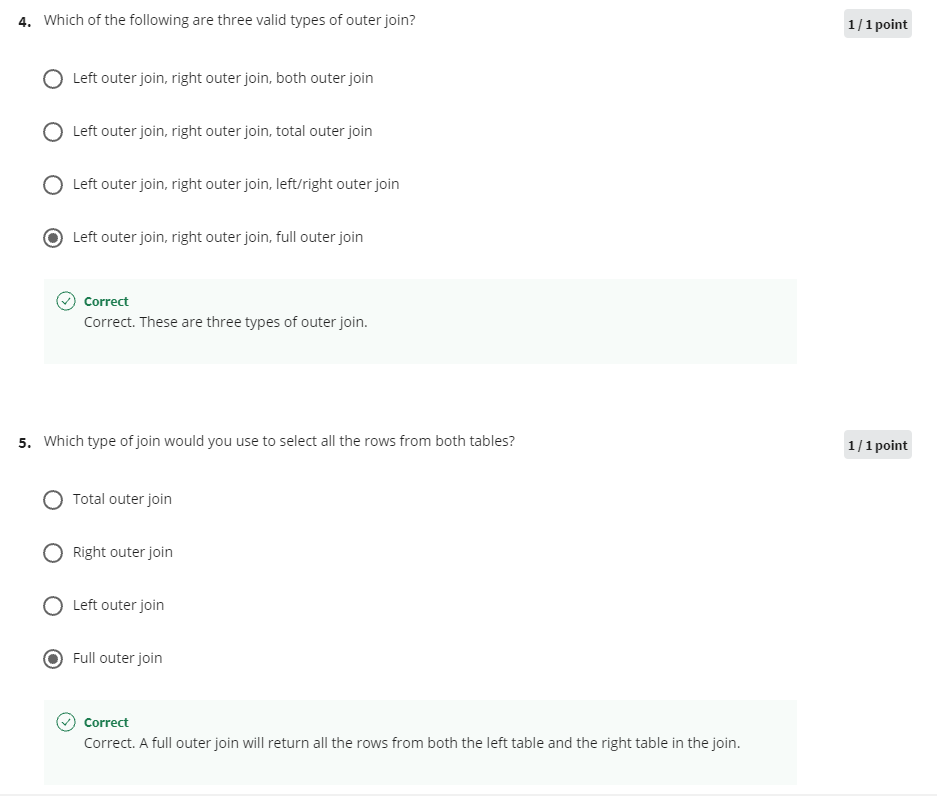 4. Which of the following are three valid types of outer join?
1 / 1 point
Left outer join, right outer join, both outer join
Left outer join, right outer join, total outer join
Left outer join, right outer join, left/right outer join
Left outer join, right outer join, full outer join
Correct
Correct. These are three types of outer join.
5. Which type of join would you use to select all the rows from both tables?
1 / 1 point
Total outer join
Right outer join
Left outer join
Full outer join
Correct
Correct. A full outer join will return all the rows from both the left table and the right table in the join.